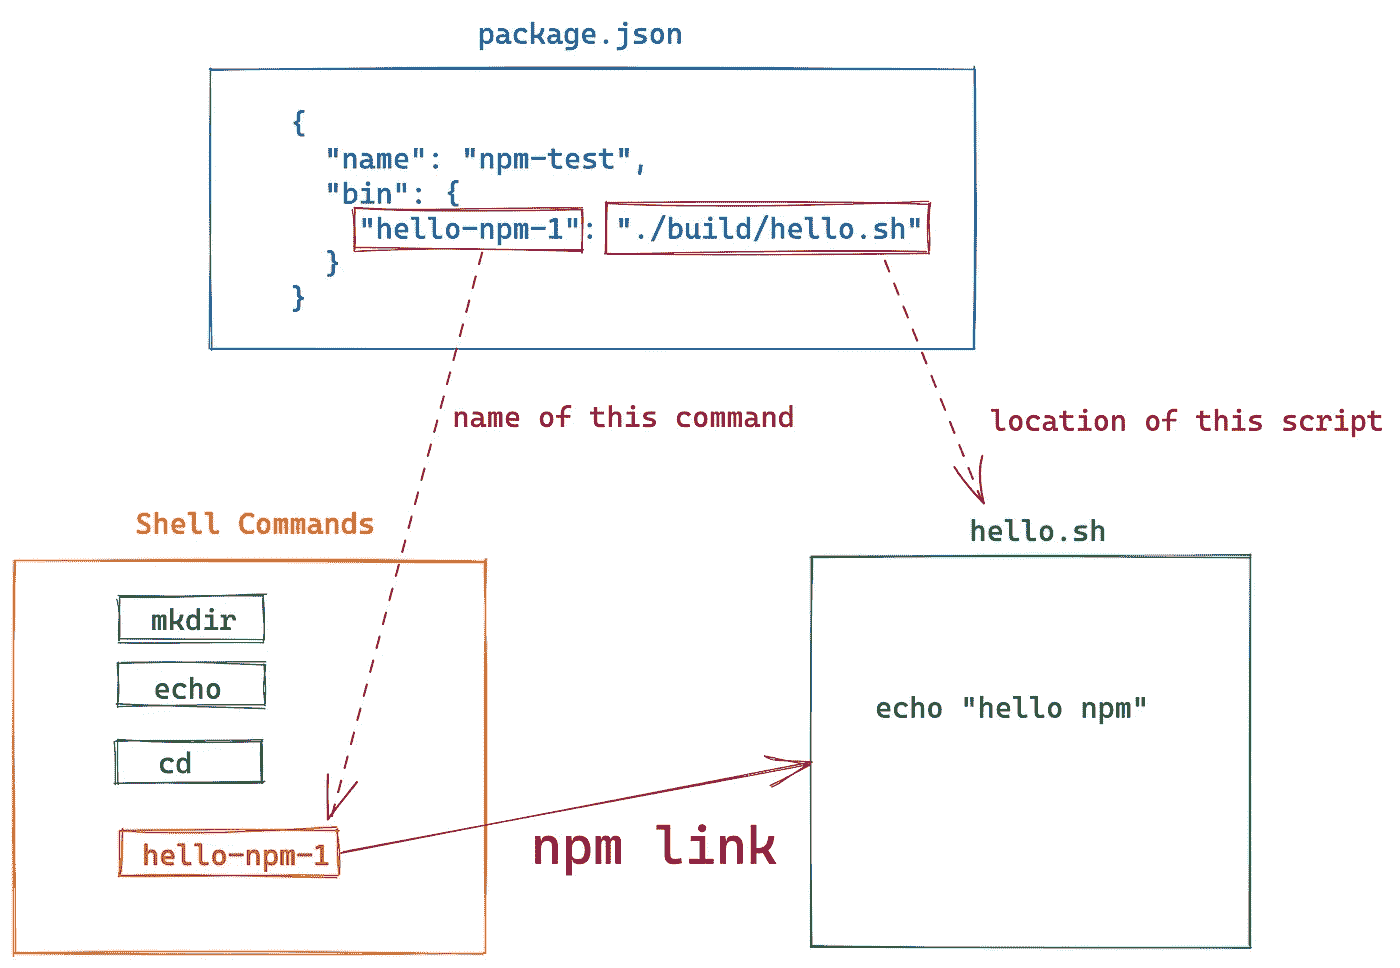 package.json
{
"name": "npm-test",
"bin": {
"hello-npm-1": "./build/hello.sh"
}
}
name of this command
location of this script
Shell Commands
mkdir
echo
cd
hello-npm-1
npm link
hello.sh
echo "hello npm"